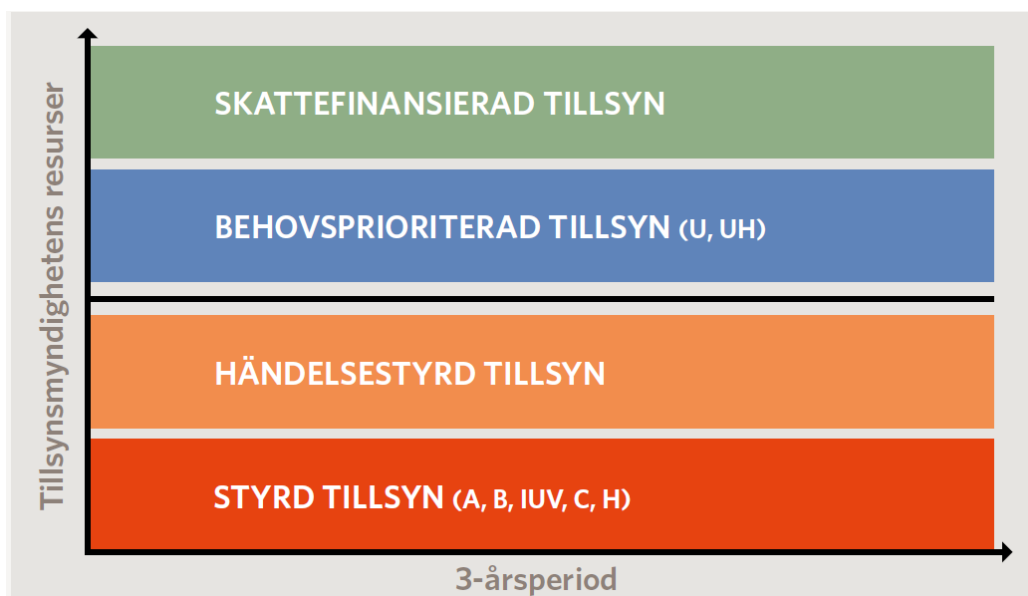 Tillsynsmyndighetens resurser
SKATTEFINANSIERAD TILLSYN
BEHOVSPRIORITERAD TILLSYN (U, UH)
HÄNDELSESTYRD TILLSYN
STYRD TILLSYN (A, B, IUV, C, H)
3-årsperiod